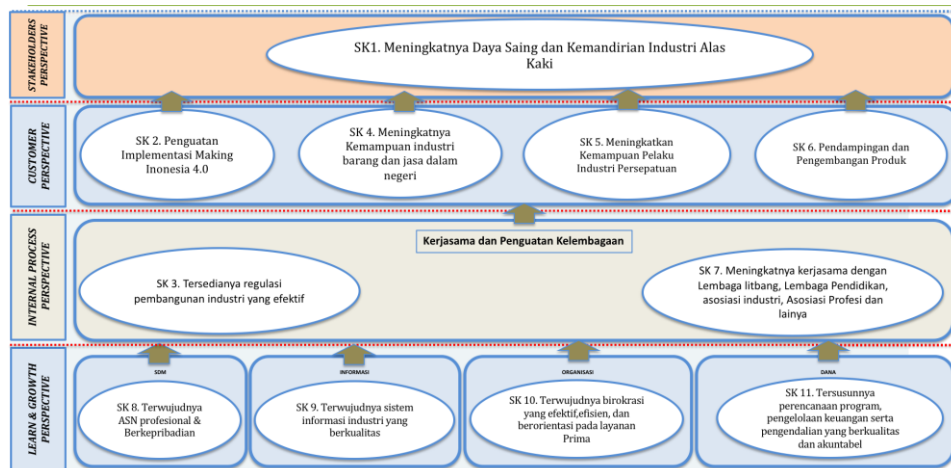 STAKEHOLDERS
PERSPECTIVE
SK1. Meningkatnya Daya Saing dan Kemandirian Industri Alas
Kaki
CUSTOMER
PERSPECTIVE
SK 2. Penguatan
Implementasi Making
Inonesia 4.0
SK 4. Meningkatnya
Kemampuan industri
barang dan jasa dalam
negeri
SK 5. Meningkatkan
Kemampuan Pelaku
Industri Persepatuan
SK 6. Pendampingan dan
Pengembangan Produk
INTERNAL PROCESS
PERSPECTIVE
Kerjasama dan Penguatan Kelembagaan
SK 3. Tersedianya regulasi
pembangunan industri yang efektif
SK 7. Meningkatnya kerjasama dengan
Lembaga litbang, Lembaga Pendidikan,
asosiasi industri, Asosiasi Profesi dan
lainya
LEARN & GROWTH
PERSPECTIVE
SDM
SK 8. Terwujudnya
ASN profesional &
Berkepribadian
INFORMASI
SK 9. Terwujudnya sistem
informasi industri yang
berkualitas
ORGANISASI
SK 10. Terwujudnya birokrasi
yang efektif,efisien, dan
berorientasi pada layanan
Prima
DANA
SK 11. Tersusunnya
perencanaan program,
pengelolaan keuangan serta
pengendalian yang berkualitas
dan akuntabel